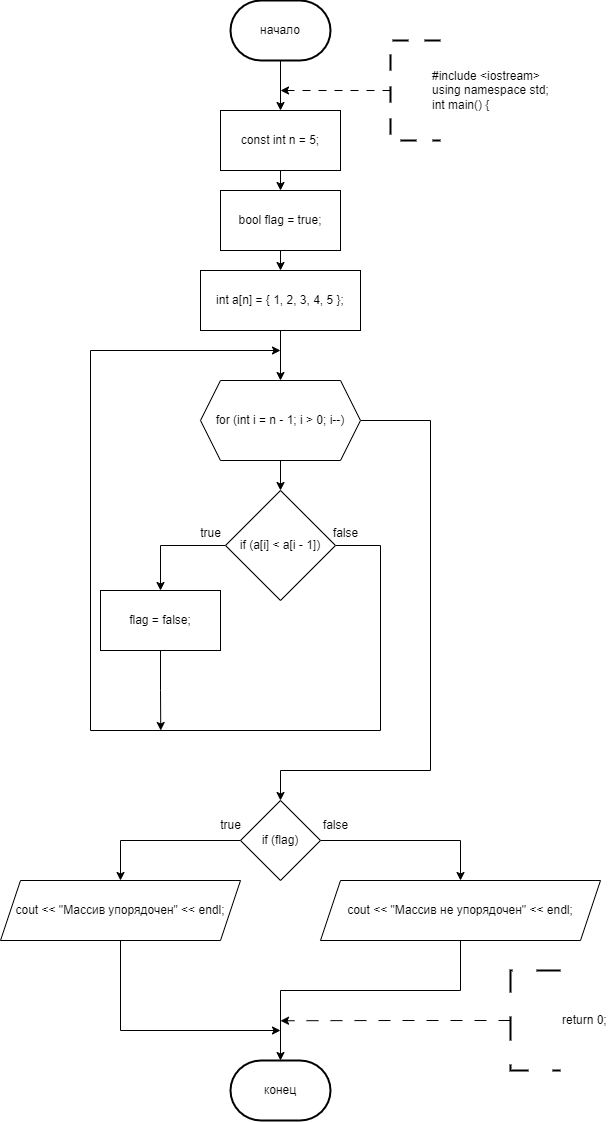 начало
#include <iostream>
using namespace std;
int main() {
const int n = 5;
bool flag = true;
int a[n] = { 1, 2, 3, 4, 5 };
for (int i = n - 1; i > 0; i--)
true
false
if (a[i] < a[i - 1])
flag = false;
true
false
if (flag)
cout << "Массив упорядочен" << endl;
cout << "Массив не упорядочен" << endl;
return 0;
конец